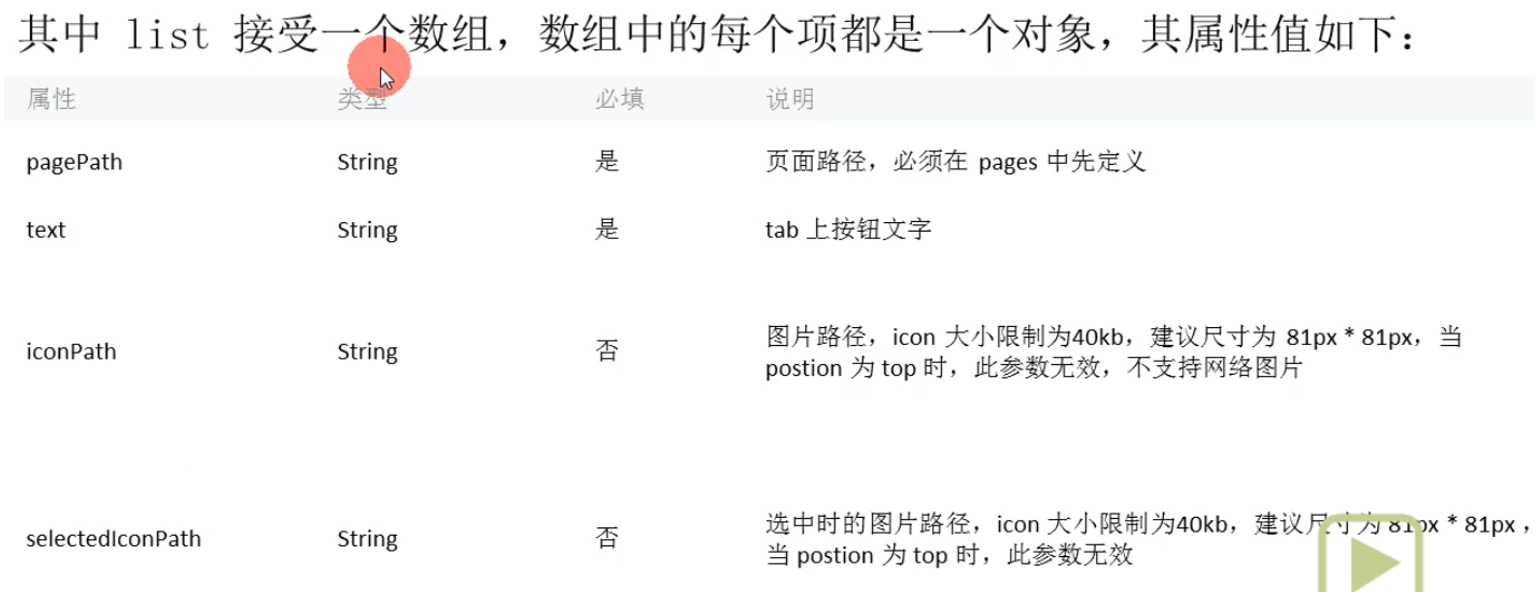 其中 list 接受一个数组，数组中的每个项都是一个对象，其属性值如下：
属性 类型 必填 说明
pagePath String 是 页面路径，必须在 pages 中先定义
text String 是 tab 上按钮文字
iconPath String 否 图片路径，icon 大小限制为40kb，建议尺寸为 81px * 81px，当
postion 为 top 时，此参数无效，不支持网络图片
selectedIconPath String 否 选中时的图片路径，icon 大小限制为40kb，建议尺寸为 81px * 81px，
当 postion 为 top 时，此参数无效